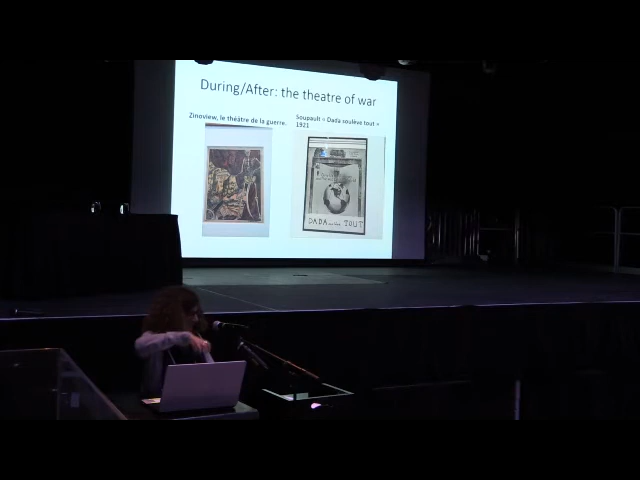 During/After: the theatre of war
Zinoview, le théâtre de la guerre.
Soupault « Dada soulève tout »
1921
DADA soulève TOUT